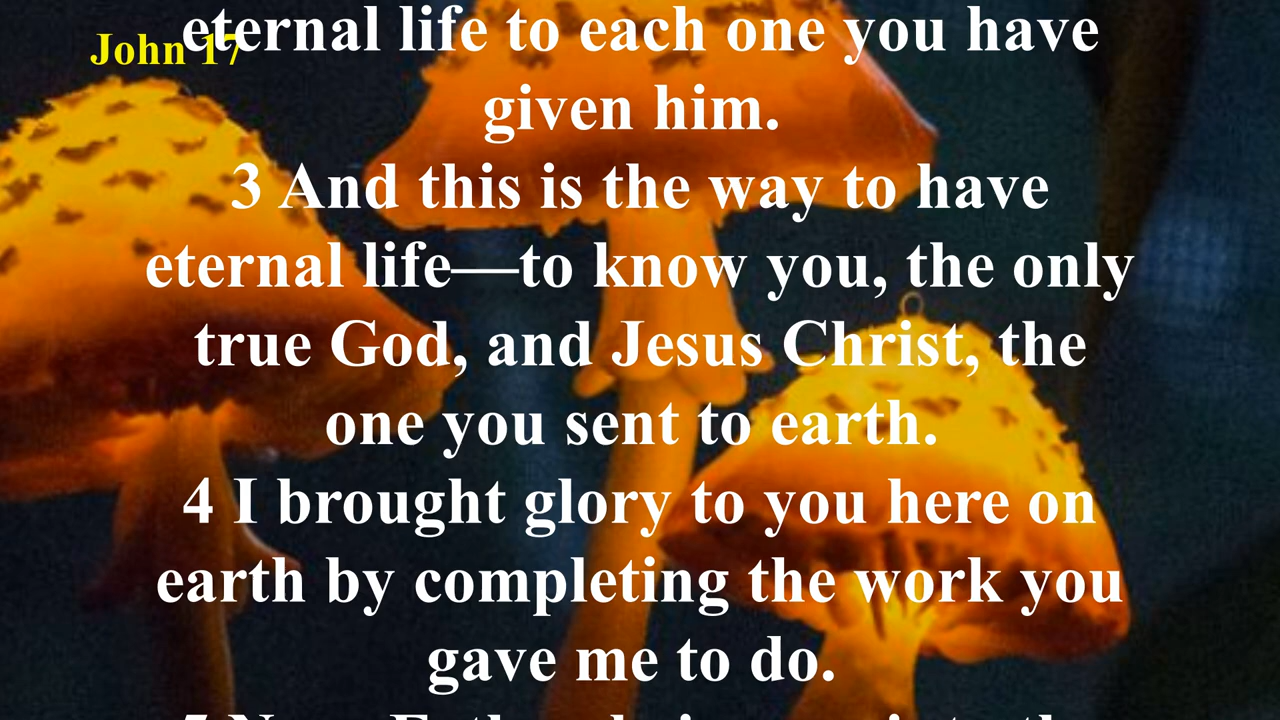 John 17
eternal life to each one you have
given him.
3 And this is the way to have
eternal life—to know you, the only
true God, and Jesus Christ, the
one you sent to earth.
4 I brought glory to you here on
earth by completing the work you
gave me to do.